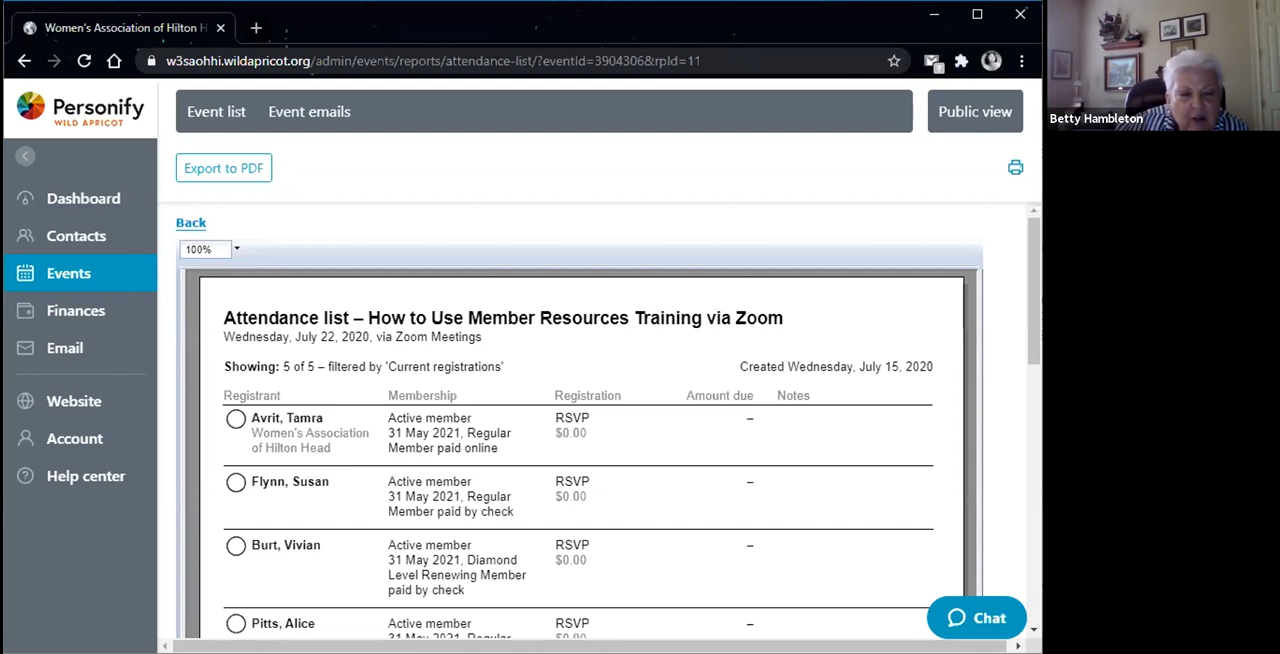 Women's Association of Hilton H
w3saohhi.wildapricot.org/admin/events/reports/attendance-list/?eventId=3904306&rpId=11
Personify
WILD APRICOT
Event list
Event emails
Public view
Export to PDF
Dashboard
Contacts
Events
Finances
Email
Website
Account
Help center
Back
100%
Attendance list – How to Use Member Resources Training via Zoom
Wednesday, July 22, 2020, via Zoom Meetings
Showing: 5 of 5 – filtered by 'Current registrations'
Created Wednesday, July 15, 2020
Registrant Membership Registration Amount due Notes
Avrit, Tamra Active member RSVP –
Women's Association 31 May 2021, Regular $0.00
of Hilton Head Member paid online
Flynn, Susan Active member RSVP –
31 May 2021, Regular $0.00
Member paid by check
Burt, Vivian Active member RSVP –
31 May 2021, Diamond $0.00
Level Renewing Member
paid by check
Pitts, Alice Active member RSVP –
31 May 2021, Regular $0.00
Chat
Betty Hambleton